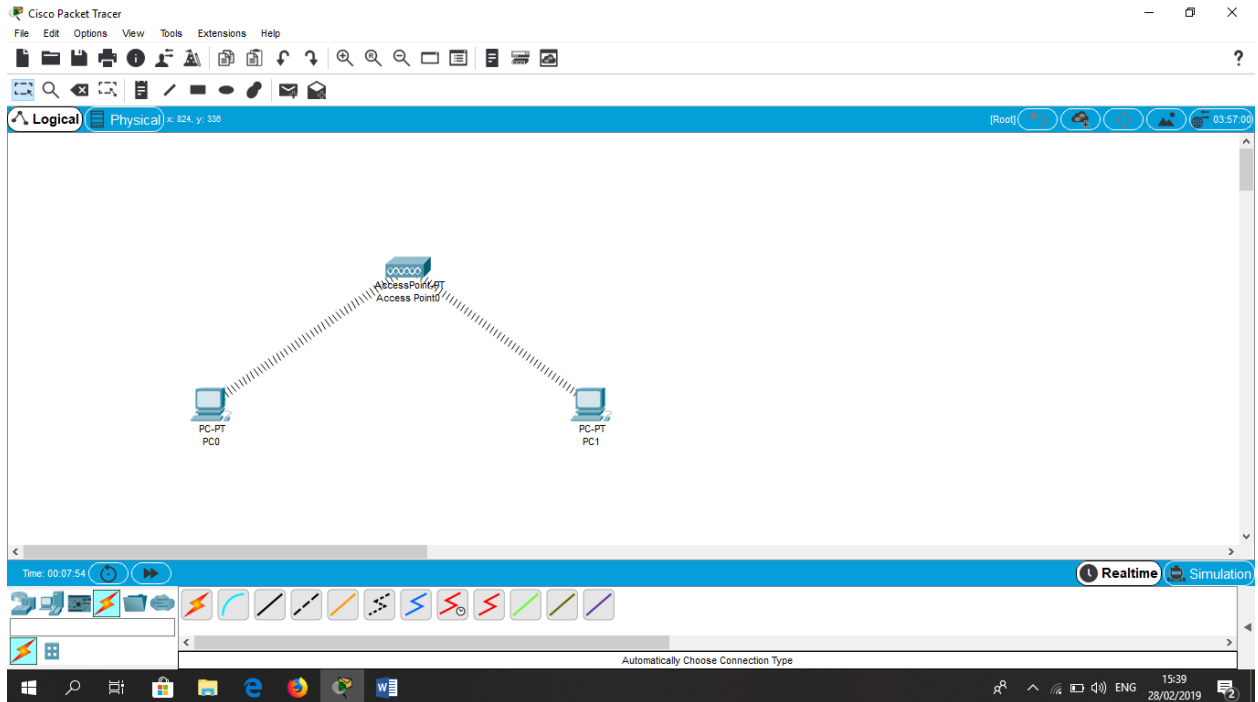 Cisco Packet Tracer
File Edit Options View Tools Extensions Help
?
Logical Physical x: 824, y: 336 [Root] 03:57:00
AccessPoint-PT
Access Point0
PC-PT
PC0
PC-PT
PC1
Time: 00:07:54 Realtime Simulation
Automatically Choose Connection Type
ENG 15:39
28/02/2019 2